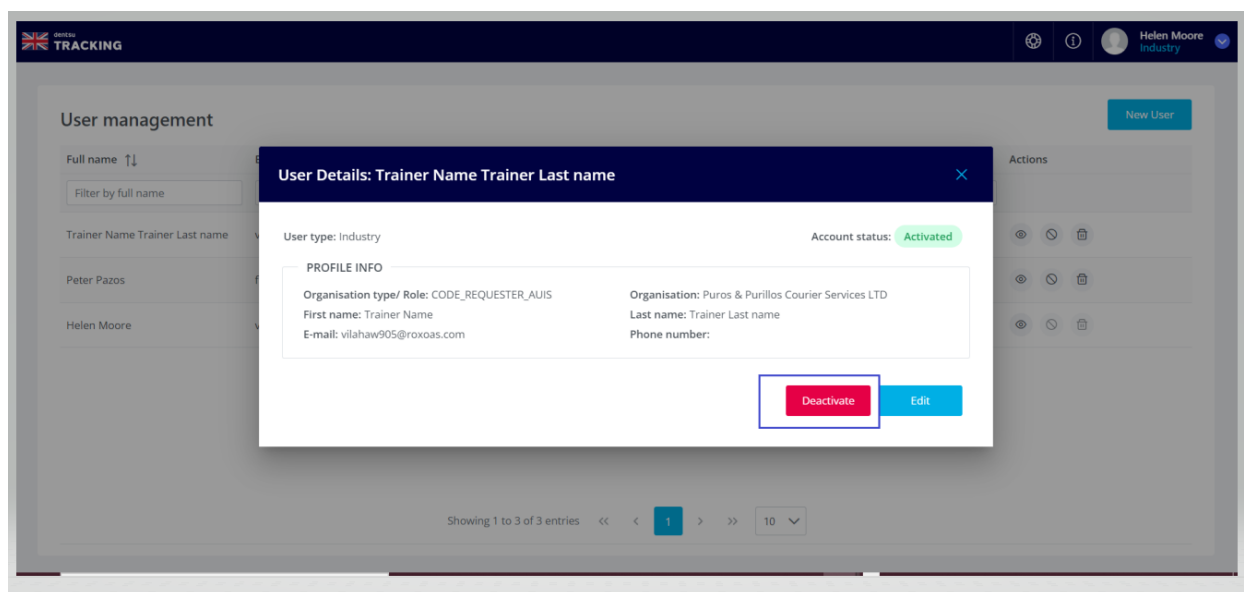 dentsu
TRACKING
Helen Moore
Industry
User management
New User
Full name
Actions
Filter by full name
User Details: Trainer Name Trainer Last name
Trainer Name Trainer Last name
User type: Industry
Account status: Activated
PROFILE INFO
Peter Pazos
Organisation type/ Role: CODE_REQUESTER_AUIS
Organisation: Puros & Purillos Courier Services LTD
First name: Trainer Name
Last name: Trainer Last name
Helen Moore
E-mail: vilahaw905@roxoas.com
Phone number:
Deactivate
Edit
Showing 1 to 3 of 3 entries
<< < 1 > >>
10